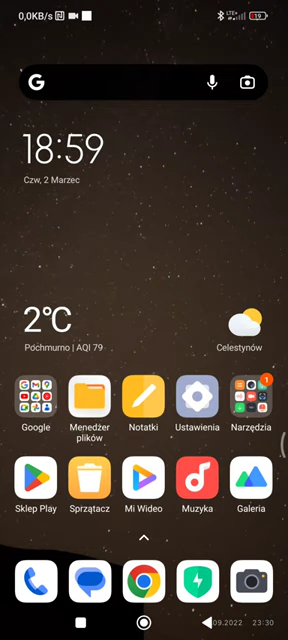 0,0KB/s
LTE+
19
G
18:59
Czw, 2 Marzec
2°C
Pochmurno | AQI 79
Celestynów
1
Google
Menedżer
plików
Notatki
Ustawienia
Narzędzia
Sklep Play
Sprzątacz
Mi Wideo
Muzyka
Galeria
09.2022 23:30